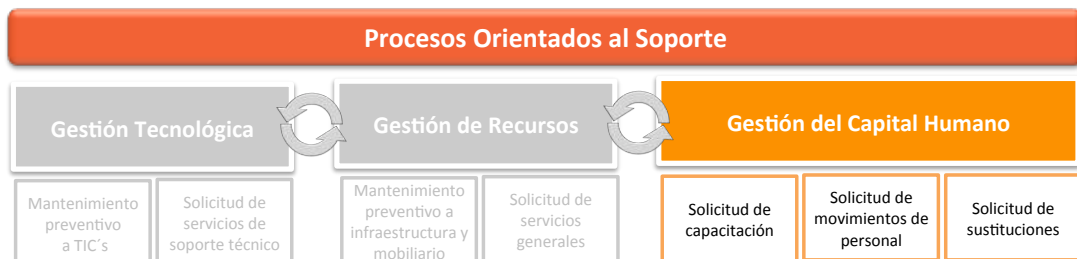 Procesos Orientados al Soporte
Gestión Tecnológica
Gestión de Recursos
Gestión del Capital Humano
Mantenimiento
preventivo
a TIC´s
Solicitud de
servicios de
soporte técnico
Mantenimiento
preventivo a
infraestructura y
mobiliario
Solicitud de
servicios
generales
Solicitud de
capacitación
Solicitud de
movimientos de
personal
Solicitud de
sustituciones